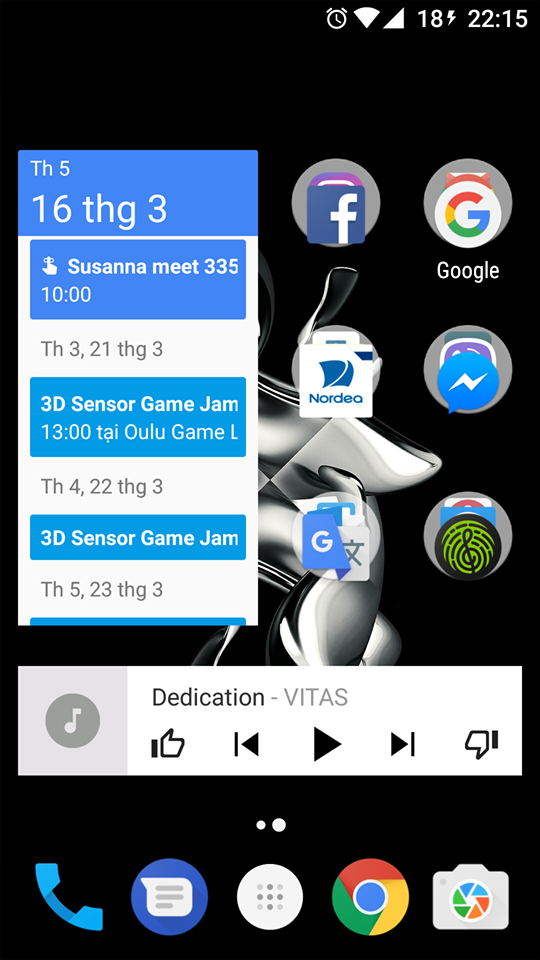 18 22:15
Th 5
16 thg 3
Susanna meet 335
10:00
Th 3, 21 thg 3
3D Sensor Game Jam
13:00 tại Oulu Game L
Th 4, 22 thg 3
3D Sensor Game Jam
Th 5, 23 thg 3
f
G
Google
Nordea
G 文
Dedication - VITAS